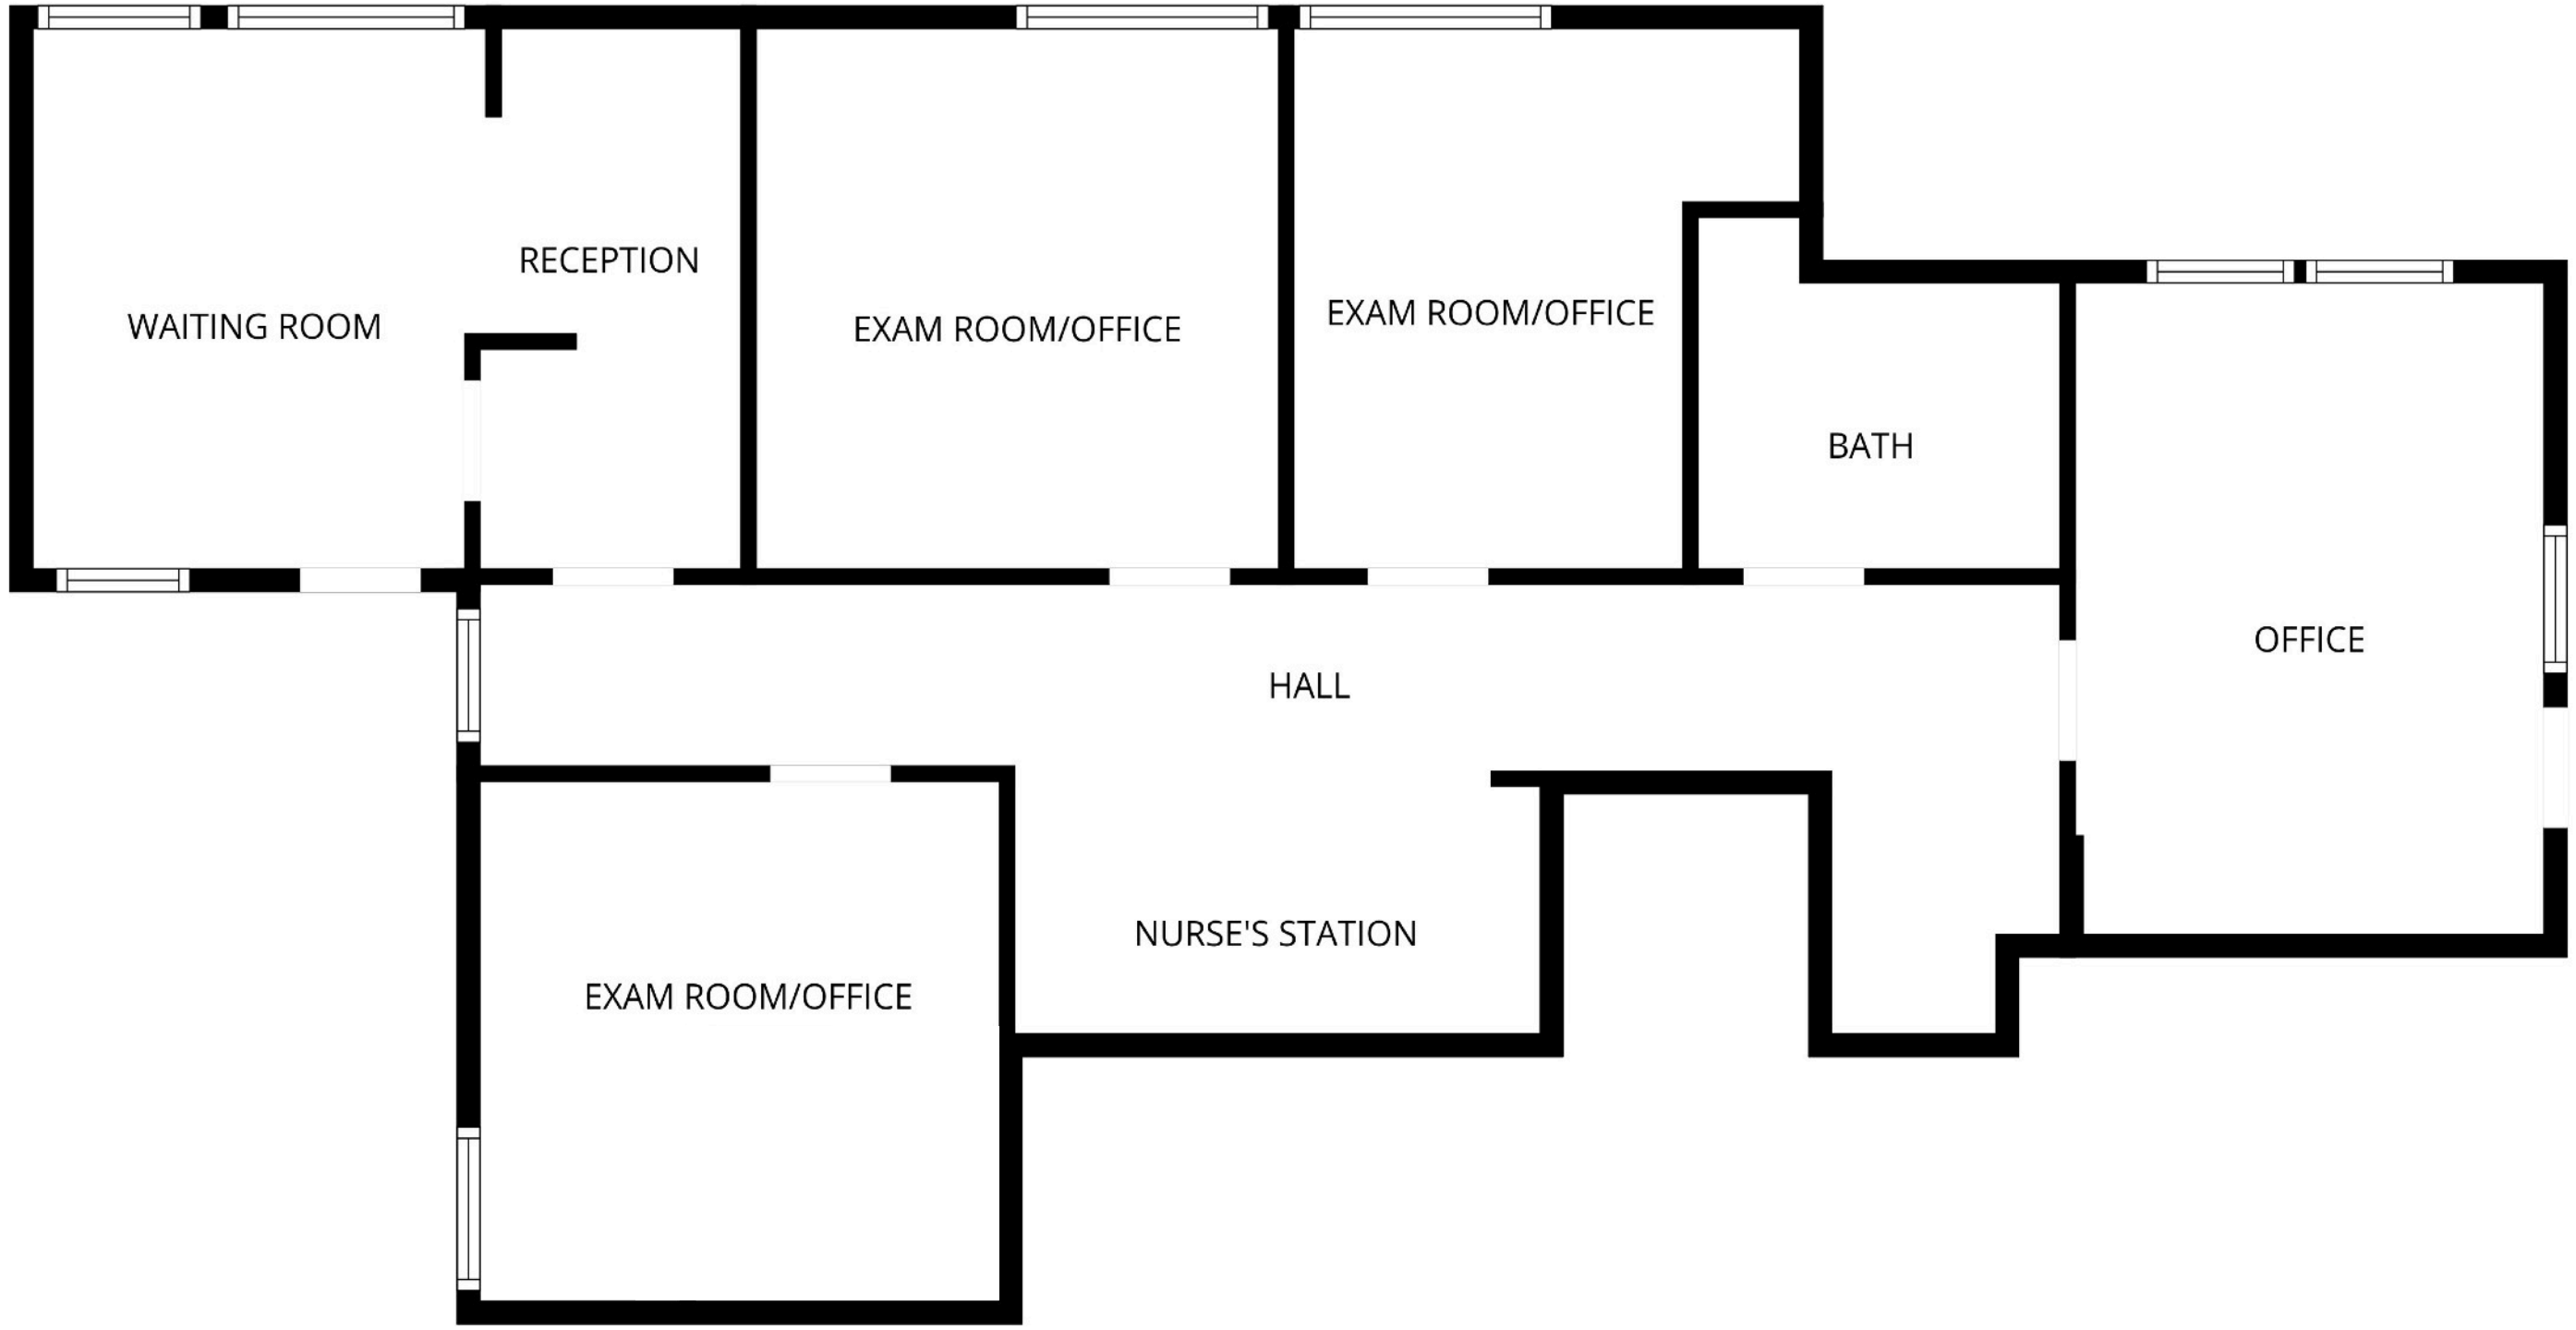 RECEPTION
WAITING ROOM
EXAM ROOM/OFFICE
EXAM ROOM/OFFICE
BATH
OFFICE
HALL
NURSE'S STATION
EXAM ROOM/OFFICE